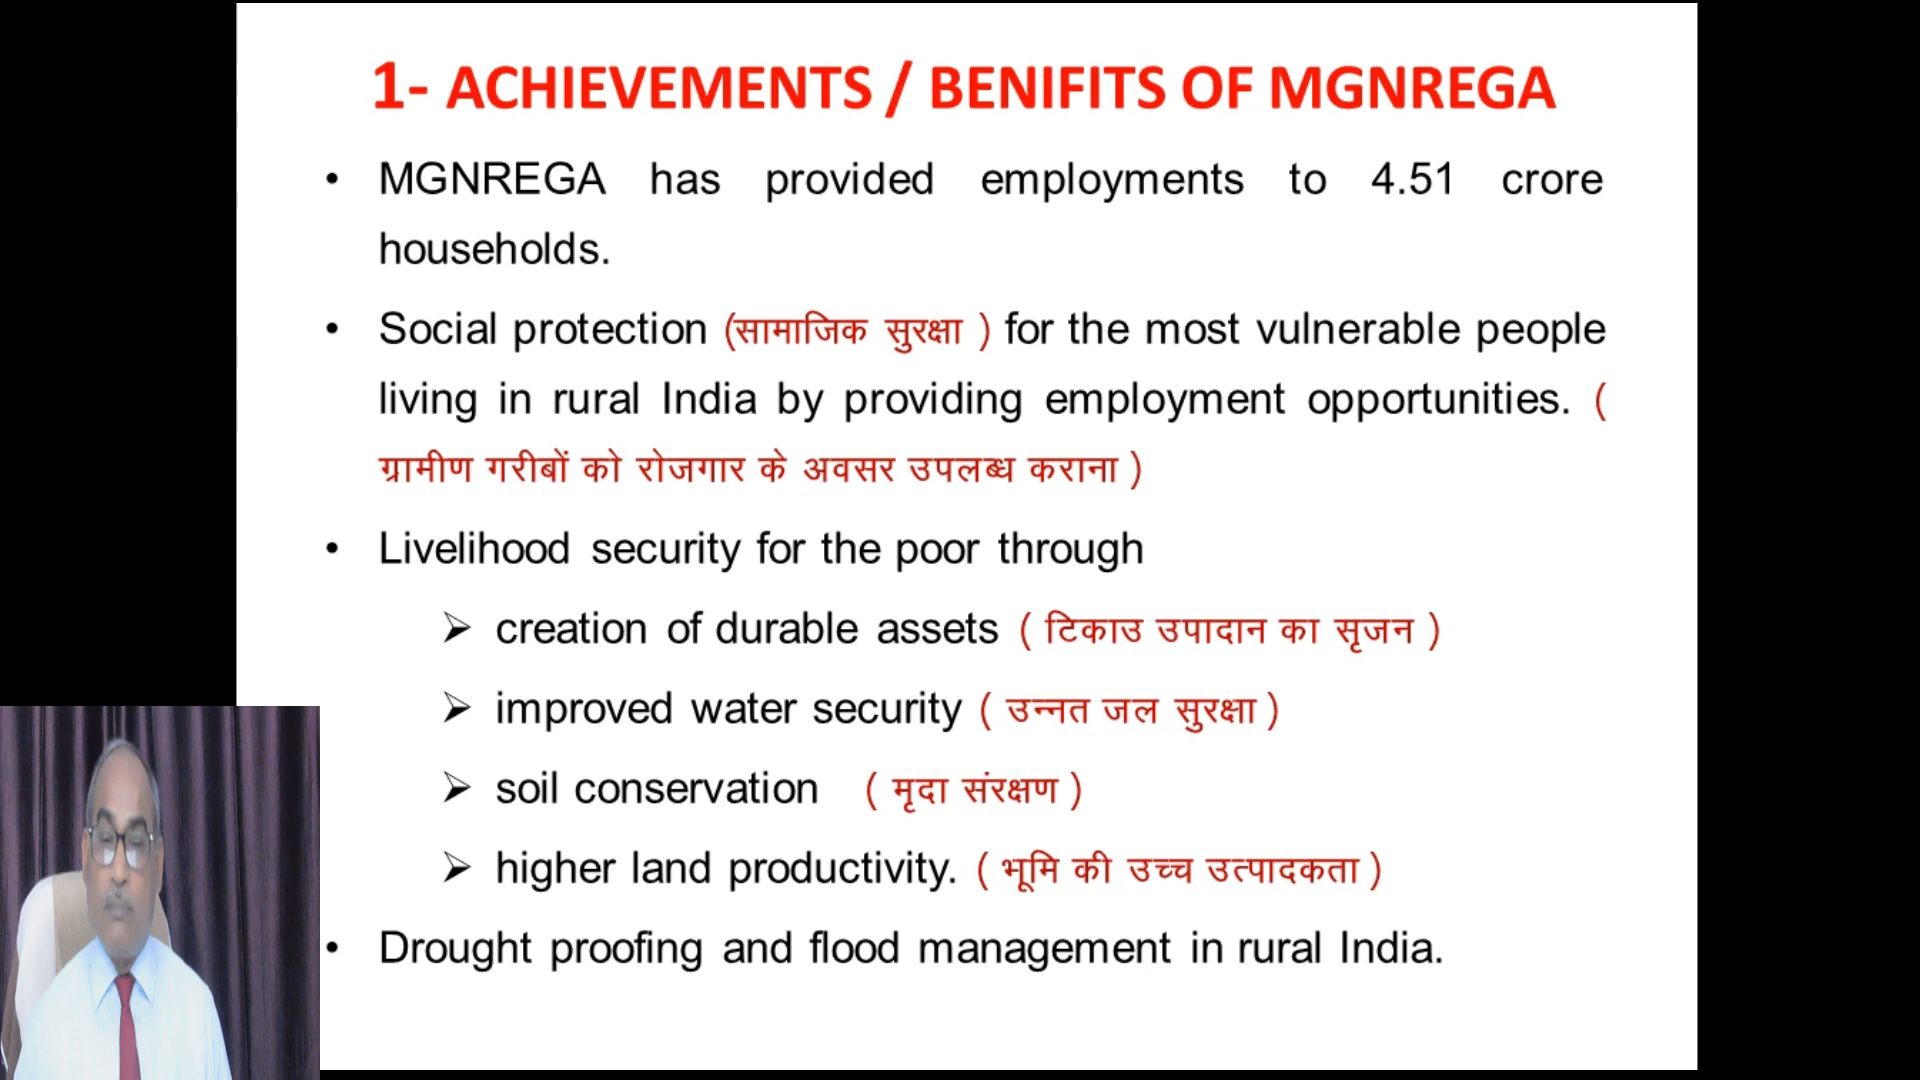 1- ACHIEVEMENTS / BENIFITS OF MGNREGA
• MGNREGA has provided employments to 4.51 crore
households.
• Social protection (सामाजिक सुरक्षा ) for the most vulnerable people
living in rural India by providing employment opportunities. (
ग्रामीण गरीबों को रोजगार के अवसर उपलब्ध कराना )
• Livelihood security for the poor through
➢ creation of durable assets ( टिकाउ उपादान का सृजन )
➢ improved water security ( उन्नत जल सुरक्षा )
➢ soil conservation ( मृदा संरक्षण )
➢ higher land productivity. ( भूमि की उच्च उत्पादकता )
• Drought proofing and flood management in rural India.